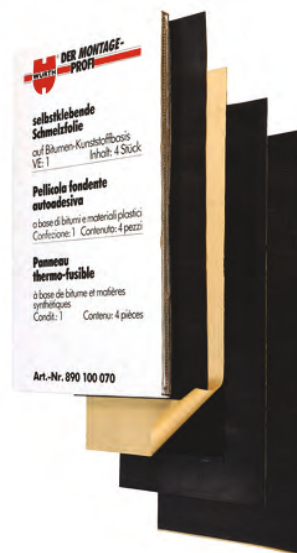 WÜRTH
DER MONTAGE-
PROFI
selbstklebende
Schmelzfolie
auf Bitumen-Kunststoffbasis
VE: 1 Inhalt: 4 Stück
Pellicola fondente
autoadesiva
a base di bitumi e materiali plastici
Confezione: 1 Contenuto: 4 pezzi
Panneau
thermo-fusible
à base de bitume et matières
synthétiques
Condit.: 1 Contenu: 4 pièces
Art.-Nr. 890 100 070